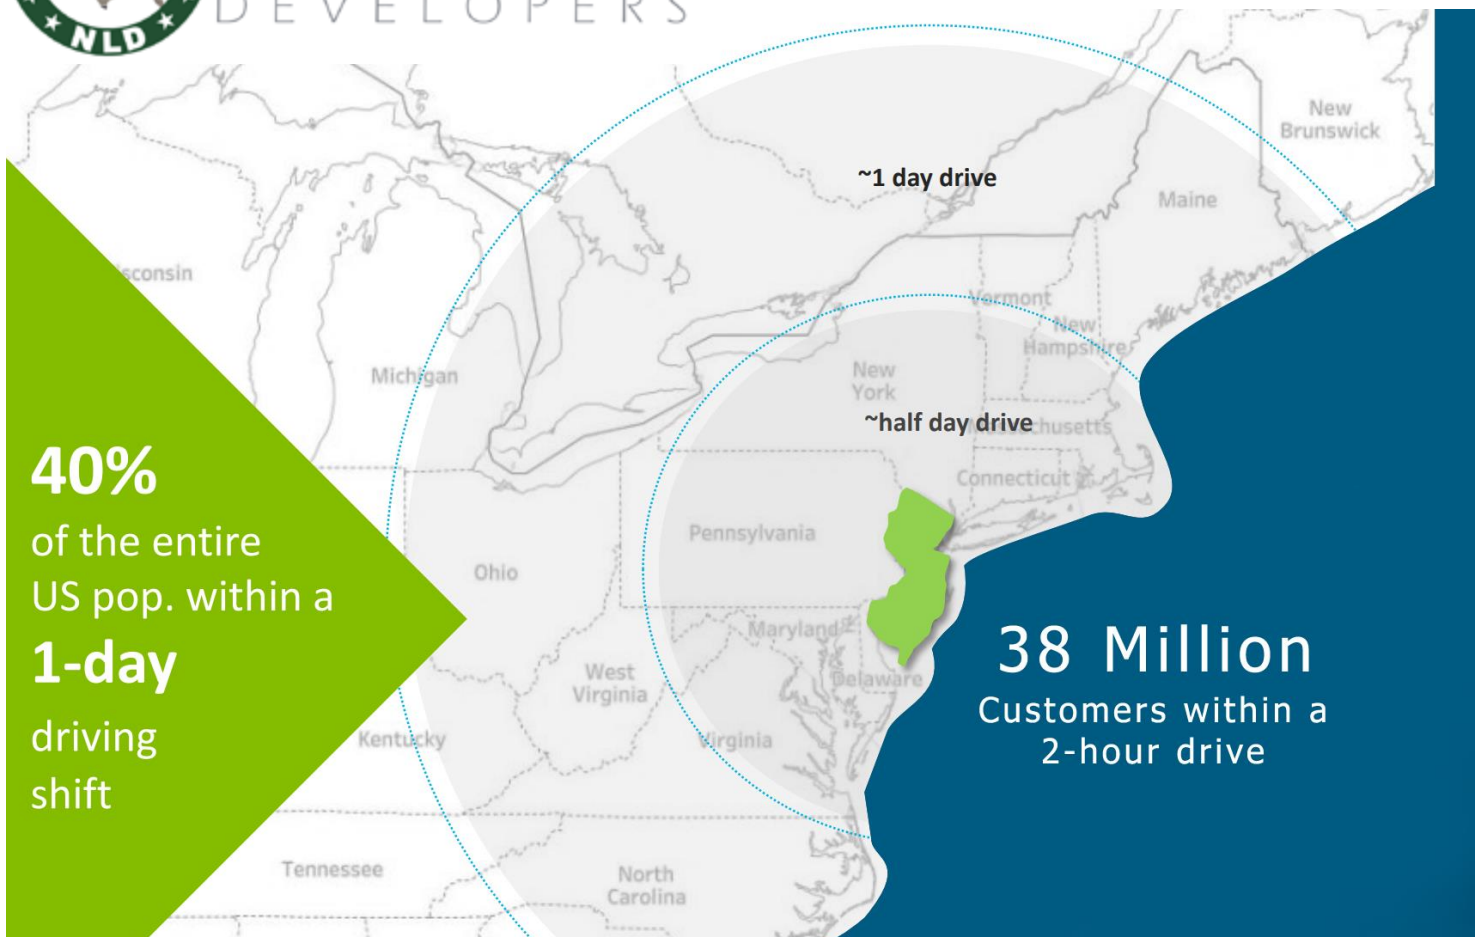 DEVELOPERS
NLD
New
Brunswick
~1 day drive
Maine
Vermont
New
Hampshire
Michigan
New
York
~half day drive
Connecticut
40%
of the entire
US pop. within a
1-day
driving
shift
Pennsylvania
Ohio
Maryland
38 Million
Customers within a
2-hour drive
West
Virginia
Delaware
Kentucky
Virginia
Tennessee
North
Carolina